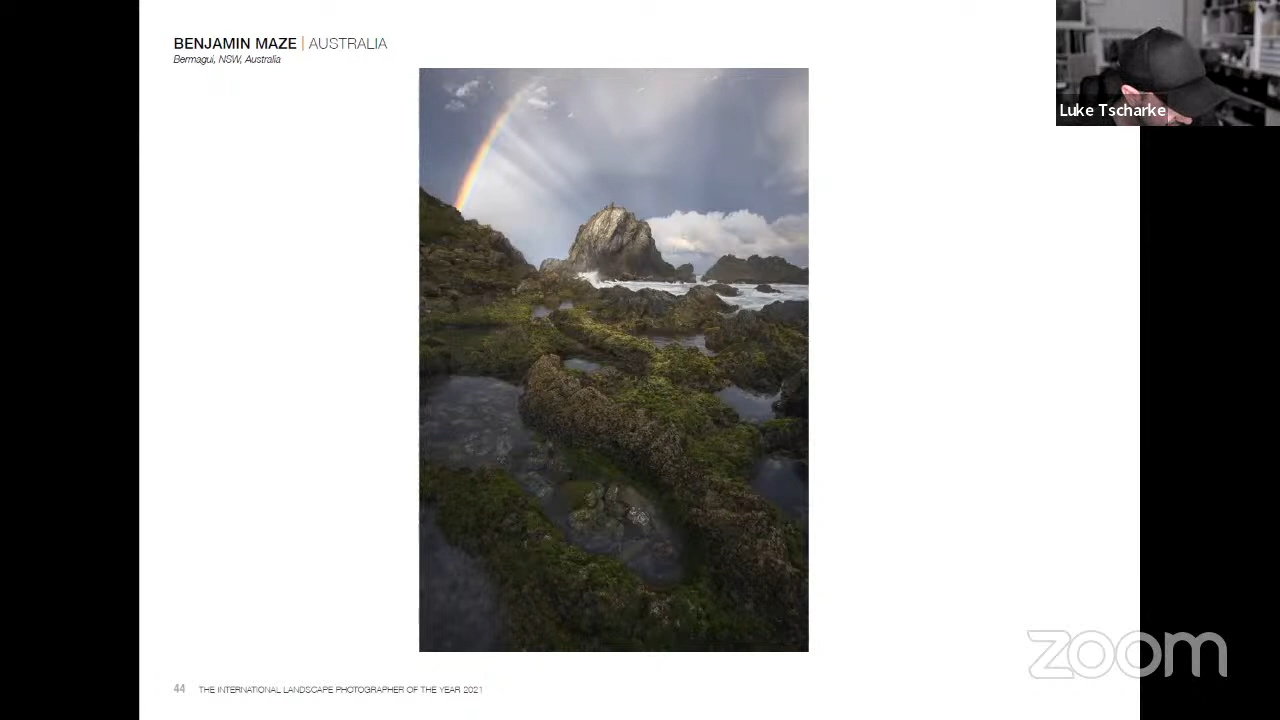 BENJAMIN MAZE | AUSTRALIA
Bermagui, NSW, Australia
Luke Tscharke
zoom
44 THE INTERNATIONAL LANDSCAPE PHOTOGRAPHER OF THE YEAR 2021